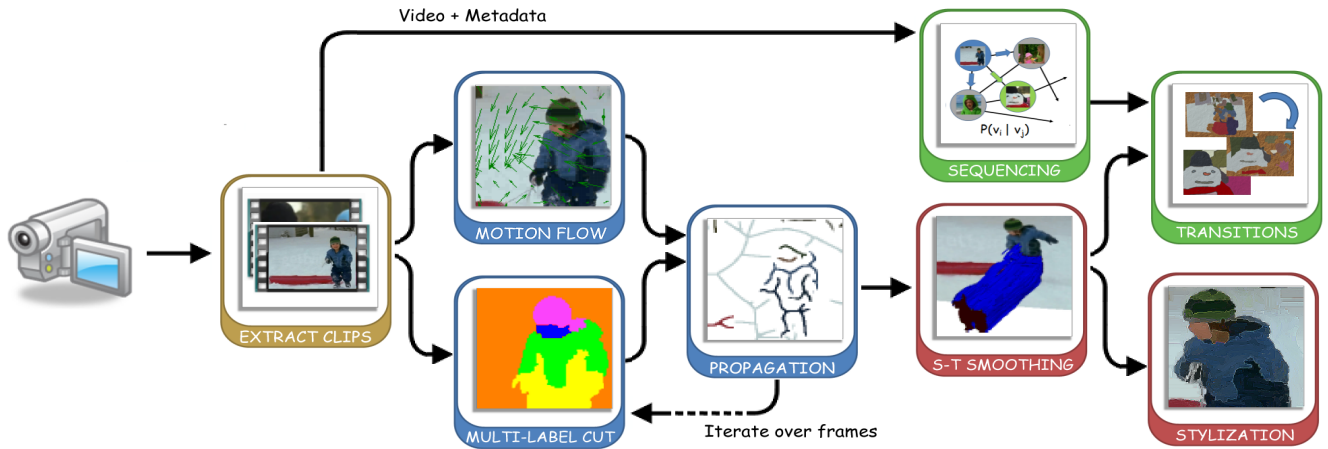 Video + Metadata
P(vi | vj)
SEQUENCING
MOTION FLOW
TRANSITIONS
EXTRACT CLIPS
PROPAGATION
S-T SMOOTHING
MULTI-LABEL CUT
Iterate over frames
STYLIZATION